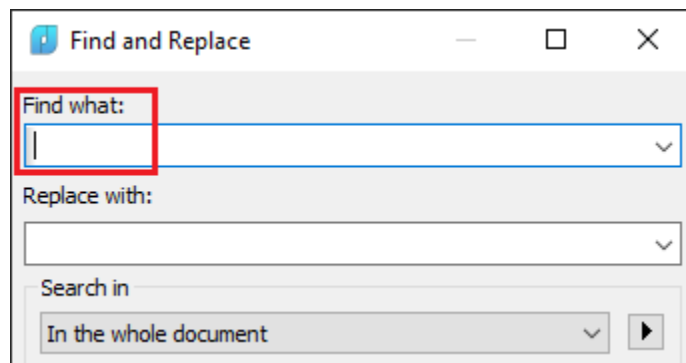 Find and Replace
Find what:
Replace with:
Search in
In the whole document